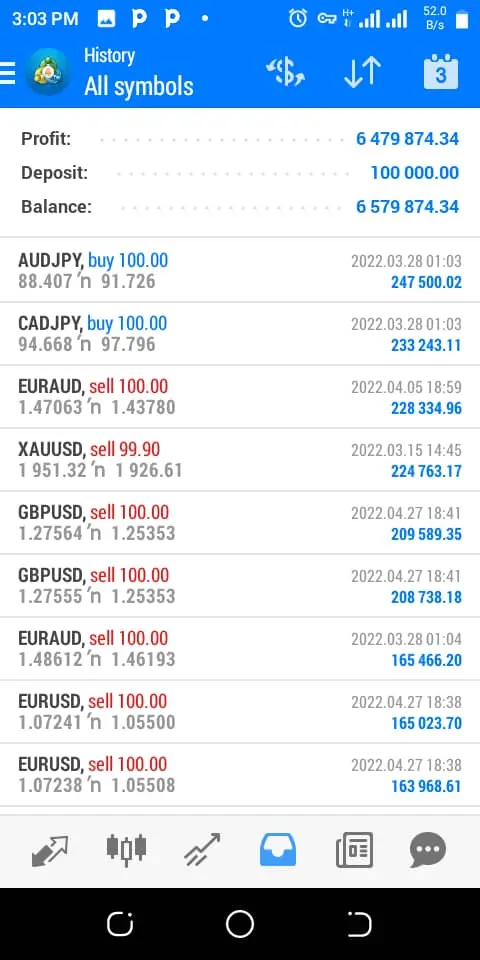 3:03 PM
52.0
B/s
H+
History
All symbols
3
Profit: 6 479 874.34
Deposit: 100 000.00
Balance: 6 579 874.34
AUDJPY, buy 100.00 2022.03.28 01:03
88.407 ’n 91.726 247 500.02
CADJPY, buy 100.00 2022.03.28 01:03
94.668 ’n 97.796 233 243.11
EURAUD, sell 100.00 2022.04.05 18:59
1.47063 ’n 1.43780 228 334.96
XAUUSD, sell 99.90 2022.03.15 14:45
1 951.32 ’n 1 926.61 224 763.17
GBPUSD, sell 100.00 2022.04.27 18:41
1.27564 ’n 1.25353 209 589.35
GBPUSD, sell 100.00 2022.04.27 18:41
1.27555 ’n 1.25353 208 738.18
EURAUD, sell 100.00 2022.03.28 01:04
1.48612 ’n 1.46193 165 466.20
EURUSD, sell 100.00 2022.04.27 18:38
1.07241 ’n 1.05500 165 023.70
EURUSD, sell 100.00 2022.04.27 18:38
1.07238 ’n 1.05508 163 968.61